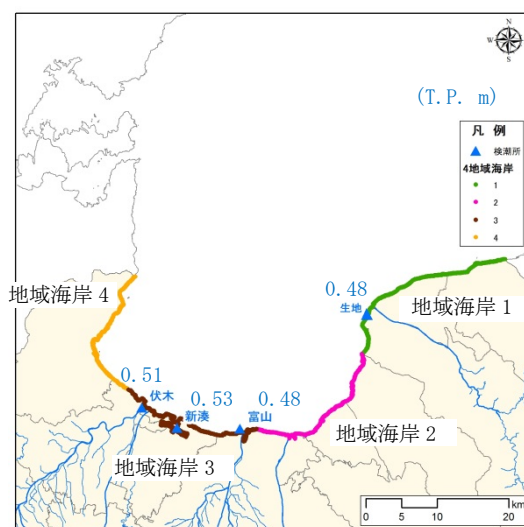 N
W E
S
(T.P. m)
凡 例
検潮所
4地域海岸
1
2
3
4
地域海岸 4
0.48
生地
地域海岸 1
0.51
伏木
0.53
新湊
0.48
富山
地域海岸 2
地域海岸 3
0 5 10 20
km